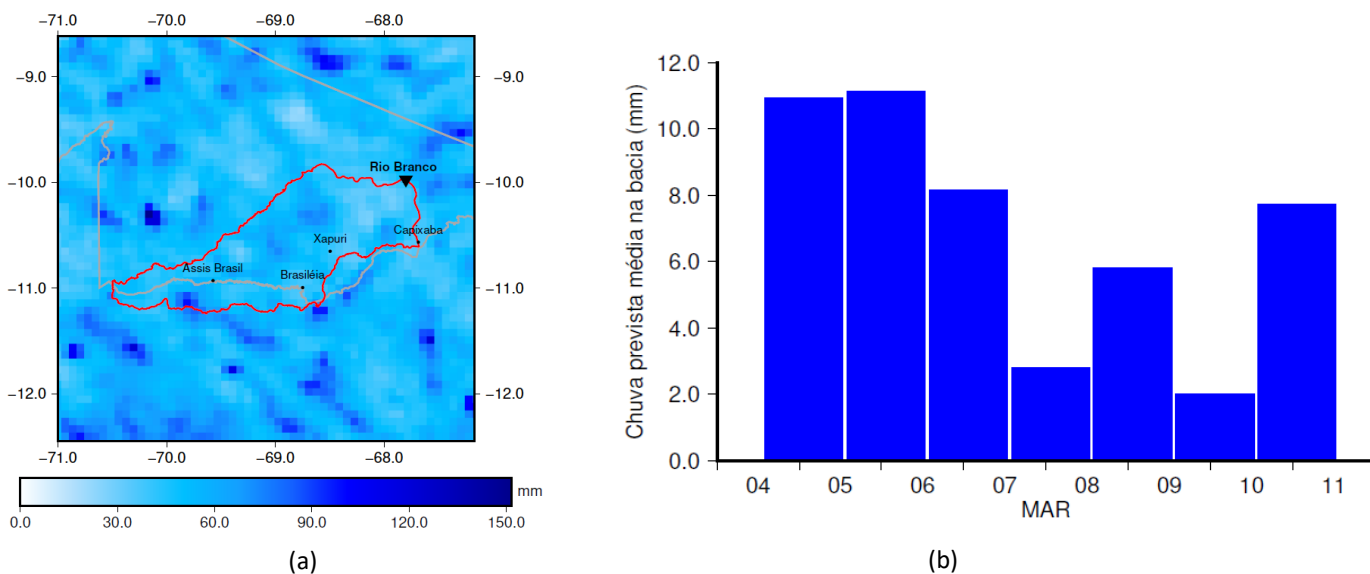 −71.0 −70.0 −69.0 −68.0
−9.0 −9.0
Rio Branco
−10.0 −10.0
Capixaba
Xapuri
Assis Brasil
Brasiléia
−11.0 −11.0
−12.0 −12.0
−71.0 −70.0 −69.0 −68.0
mm
0.0 30.0 60.0 90.0 120.0 150.0
(a)
Chuva prevista média na bacia (mm)
12.0
10.0
8.0
6.0
4.0
2.0
0.0
04 05 06 07 08 09 10 11
MAR
(b)